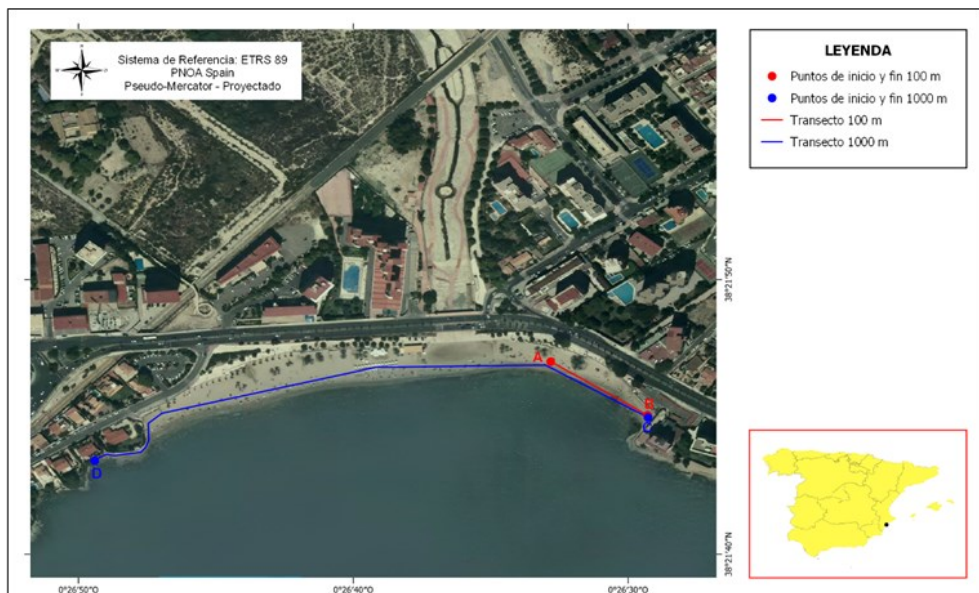 Sistema de Referencia: ETRS 89
PNOA Spain
Pseudo-Mercator - Proyectado
LEYENDA
Puntos de inicio y fin 100 m
Puntos de inicio y fin 1000 m
Transecto 100 m
Transecto 1000 m
38°21'50"N
A
B
C
D
38°21'40"N
0°26'50"W
0°26'40"W
0°26'30"W